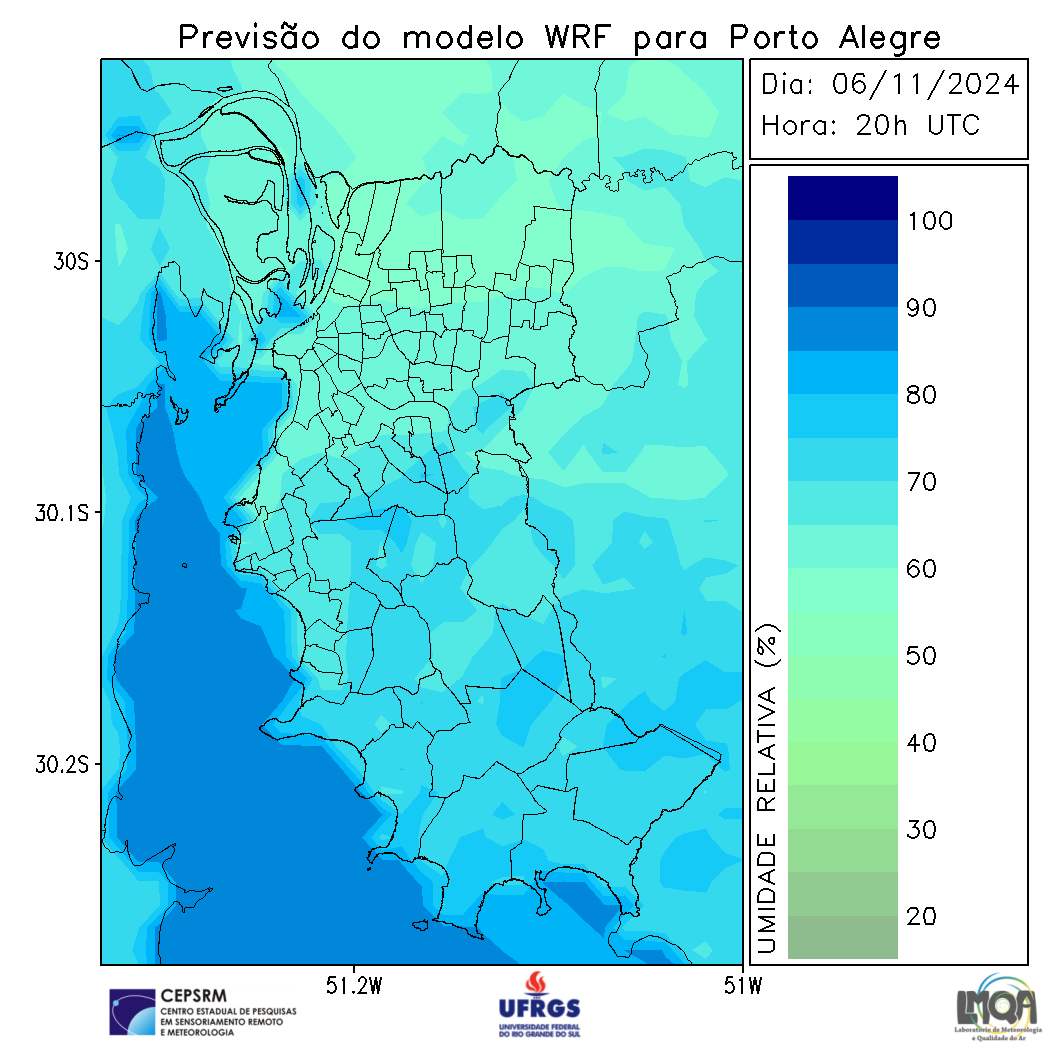 Previsão do modelo WRF para Porto Alegre
Dia: 06/11/2024
Hora: 20h UTC
30S
30.1S
30.2S
51.2W
51W
UMIDADE RELATIVA (%)
100
90
80
70
60
50
40
30
20
CEPSRM
CENTRO ESTADUAL DE PESQUISAS
EM SENSORIAMENTO REMOTO
E METEOROLOGIA
UFRGS
UNIVERSIDADE FEDERAL
DO RIO GRANDE DO SUL
LMQA
Laboratório de Meteorologia
e Qualidade do Ar